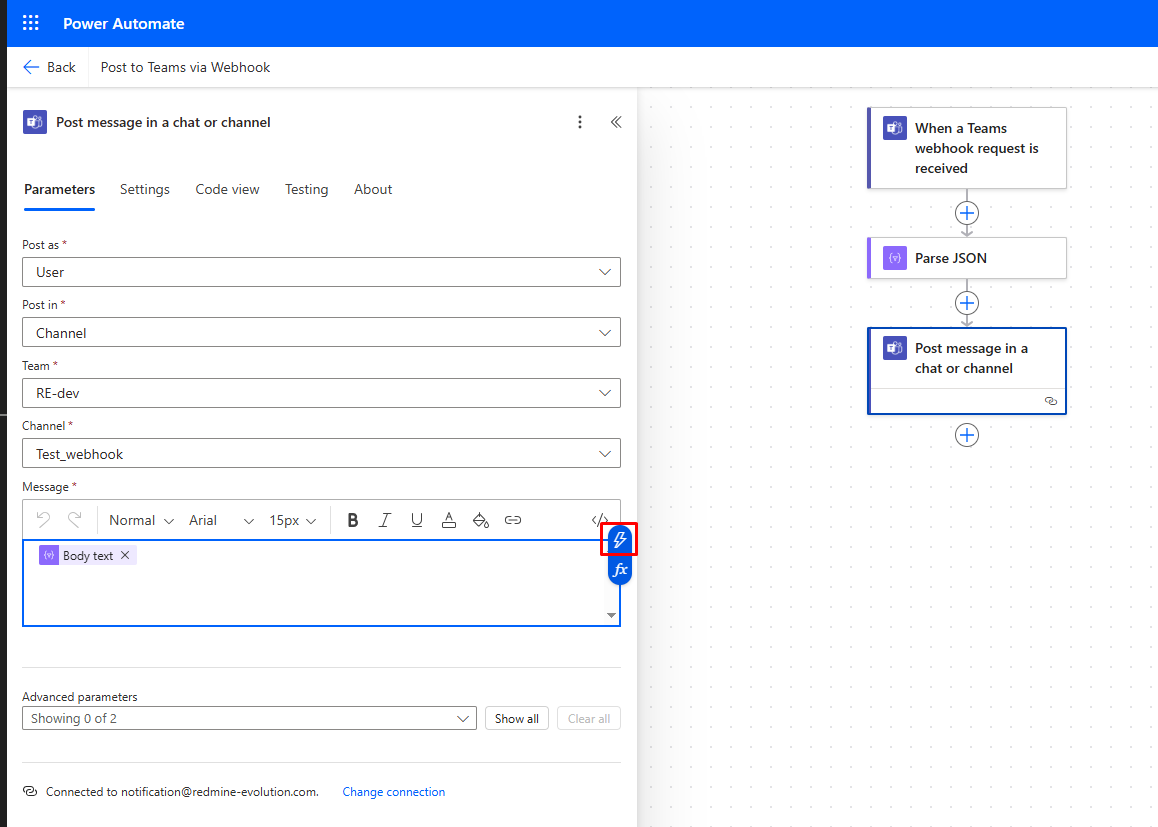 Power Automate
Back
Post to Teams via Webhook
Post message in a chat or channel
Parameters Settings Code view Testing About
Post as *
User
Post in *
Channel
Team *
RE-dev
Channel *
Test_webhook
Message *
Normal Arial 15px B I U A </>
Body text
fx
Advanced parameters
Showing 0 of 2
Show all
Clear all
Connected to notification@redmine-evolution.com. Change connection
When a Teams
webhook request is
received
Parse JSON
Post message in a
chat or channel